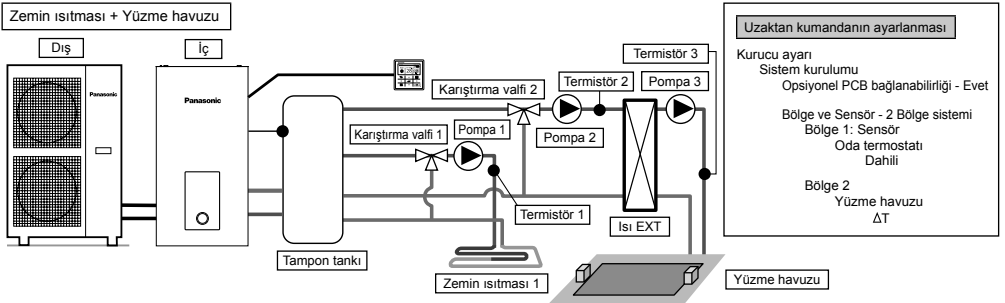 Zemin ısıtması + Yüzme havuzu
Dış
İç
Panasonic
Panasonic
Karıştırma valfi 2
Termistör 3
Termistör 2
Pompa 3
Karıştırma valfi 1
Pompa 1
Pompa 2
Termistör 1
Isı EXT
Tampon tankı
Zemin ısıtması 1
Yüzme havuzu
Uzaktan kumandanın ayarlanması
Kurucu ayarı
Sistem kurulumu
Opsiyonel PCB bağlanabilirliği - Evet
Bölge ve Sensör - 2 Bölge sistemi
Bölge 1: Sensör
Oda termostatı
Dahili
Bölge 2
Yüzme havuzu
ΔT